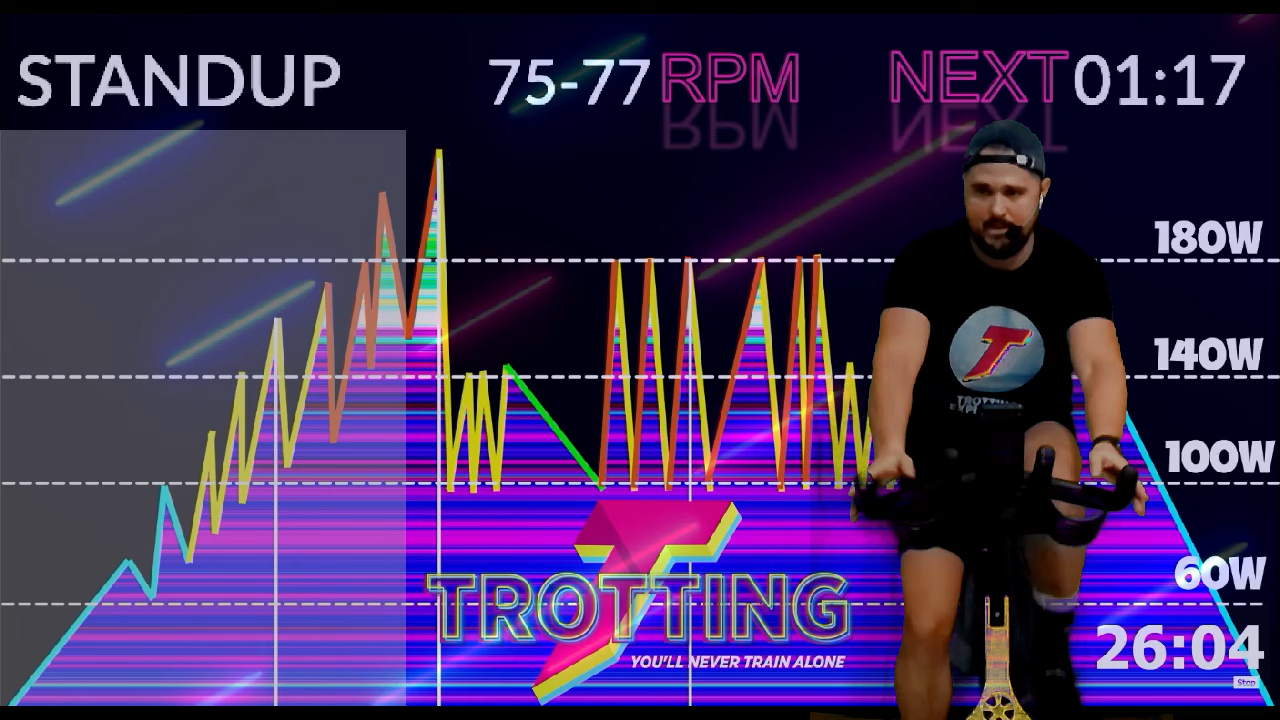 STANDUP
75-77 RPM
NEXT 01:17
180W
140W
100W
60W
T
TROTTING
YOU'LL NEVER TRAIN ALONE
26:04
Stop
T
TROTTING